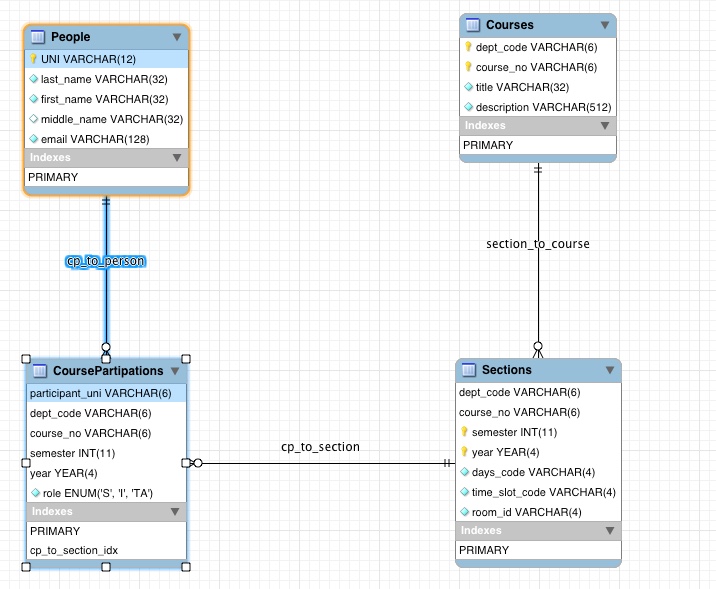 People
UNI VARCHAR(12)
last_name VARCHAR(32)
first_name VARCHAR(32)
middle_name VARCHAR(32)
email VARCHAR(128)
Indexes
PRIMARY
Courses
dept_code VARCHAR(6)
course_no VARCHAR(6)
title VARCHAR(32)
description VARCHAR(512)
Indexes
PRIMARY
cp_to_person
section_to_course
CoursePartipations
participant_uni VARCHAR(6)
dept_code VARCHAR(6)
course_no VARCHAR(6)
semester INT(11)
year YEAR(4)
role ENUM('S', 'I', 'TA')
Indexes
PRIMARY
cp_to_section_idx
cp_to_section
Sections
dept_code VARCHAR(6)
course_no VARCHAR(6)
semester INT(11)
year YEAR(4)
days_code VARCHAR(4)
time_slot_code VARCHAR(4)
room_id VARCHAR(4)
Indexes
PRIMARY